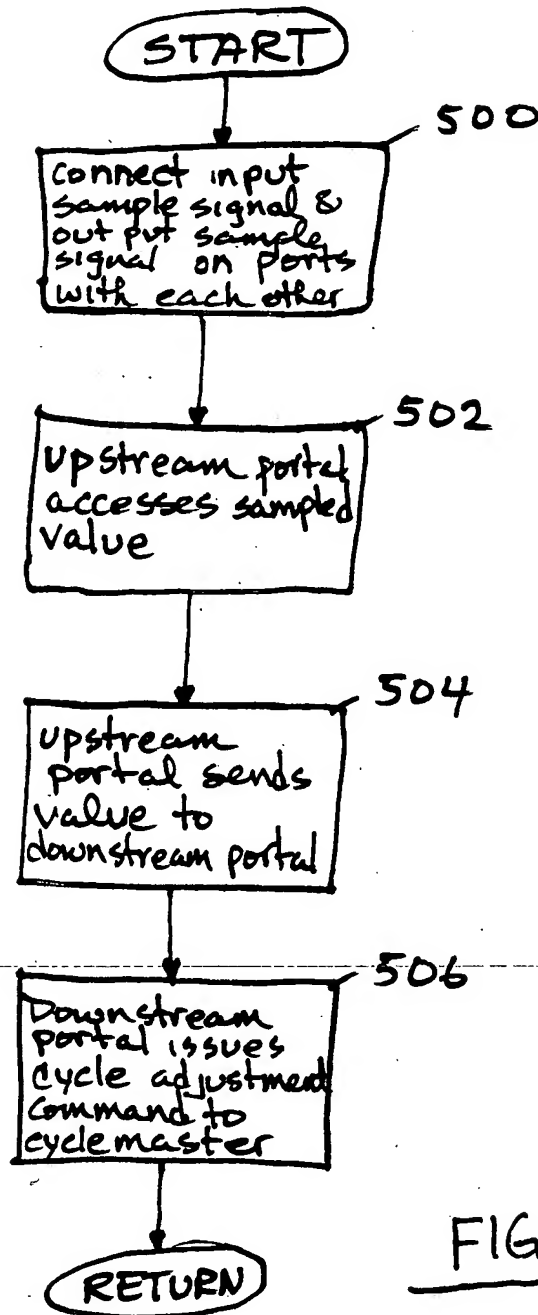 START
500
connect input
sample signal &
out put sample
signal on ports
with each other
502
upstream portal
accesses sampled
value
504
upstream
portal sends
value to
downstream portal
506
Downstream
portal issues
cycle adjustment
command to
cyclemaster
RETURN
FIG